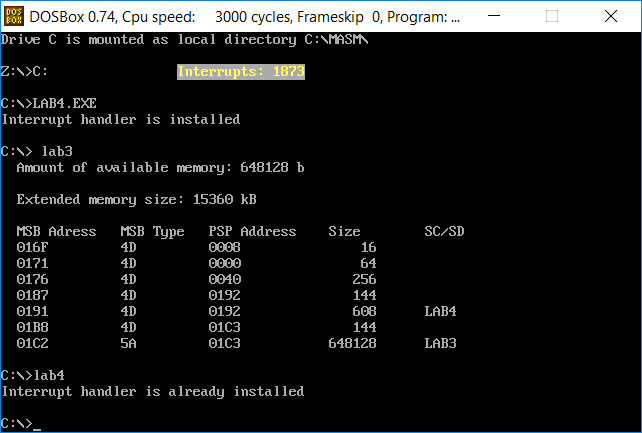 DOS BOX
DOSBox 0.74, Cpu speed: 3000 cycles, Frameskip 0, Program: ...
Drive C is mounted as local directory C:\MASM\
Z:\>C: Interrupts: 1873
C:\>LAB4.EXE
Interrupt handler is installed
C:\> lab3
Amount of available memory: 648128 b
Extended memory size: 15360 kB
MSB Adress MSB Type PSP Address Size SC/SD
016F 4D 0008 16
0171 4D 0000 64
0176 4D 0040 256
0187 4D 0192 144
0191 4D 0192 608 LAB4
01B8 4D 01C3 144
01C2 5A 01C3 648128 LAB3
C:\>lab4
Interrupt handler is already installed
C:\>_